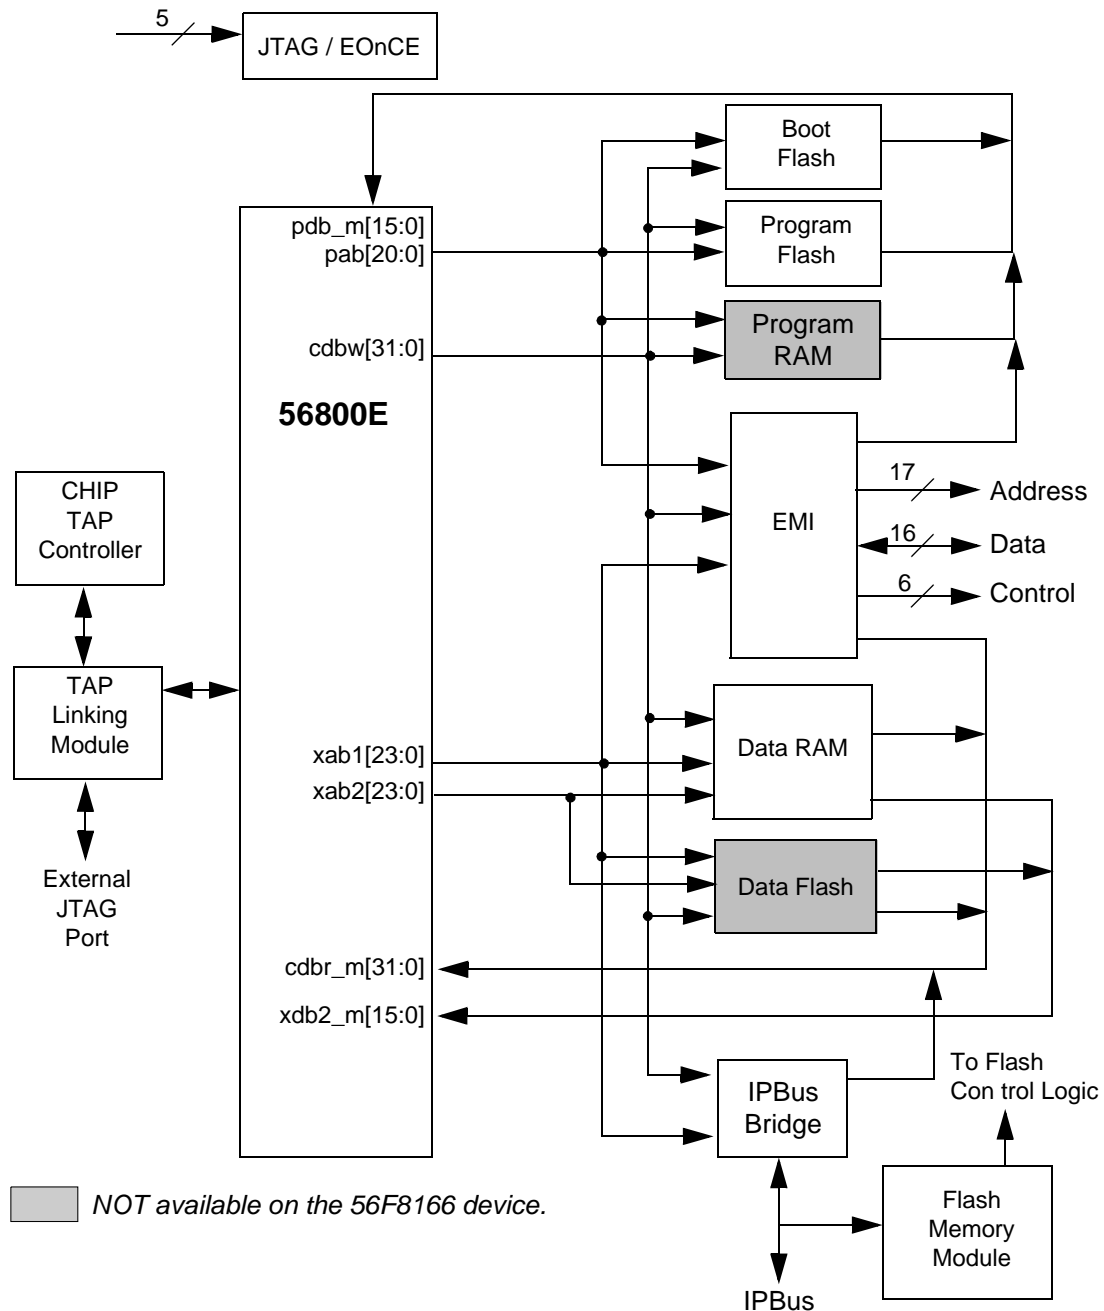 5
JTAG / EOnCE
Boot
Flash
pdb_m[15:0]
pab[20:0]
Program
Flash
cdbw[31:0]
Program
RAM
56800E
CHIP
TAP
Controller
EMI
17
Address
16
Data
6
Control
TAP
Linking
Module
xab1[23:0]
xab2[23:0]
Data RAM
External
JTAG
Port
Data Flash
cdbr_m[31:0]
xdb2_m[15:0]
To Flash
Con trol Logic
IPBus
Bridge
NOT available on the 56F8166 device.
Flash
Memory
Module
IPBus